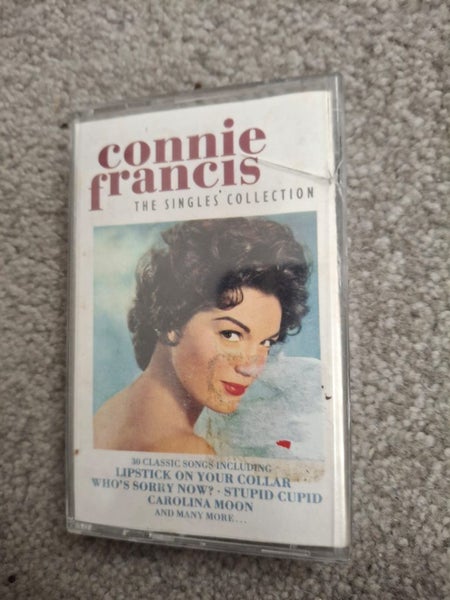 connie
francis
THE SINGLES COLLECTION
30 CLASSIC SONGS INCLUDING
LIPSTICK ON YOUR COLLAR
WHO'S SORRY NOW? · STUPID CUPID
CAROLINA MOON
AND MANY MORE...